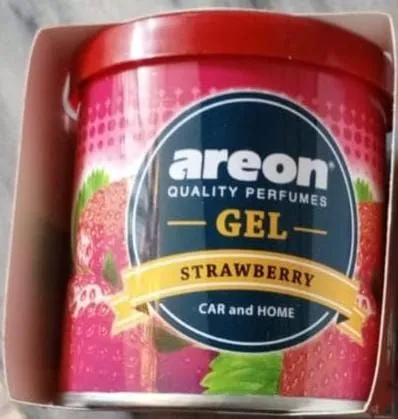 areon®
QUALITY PERFUMES
GEL
STRAWBERRY
CAR and HOME